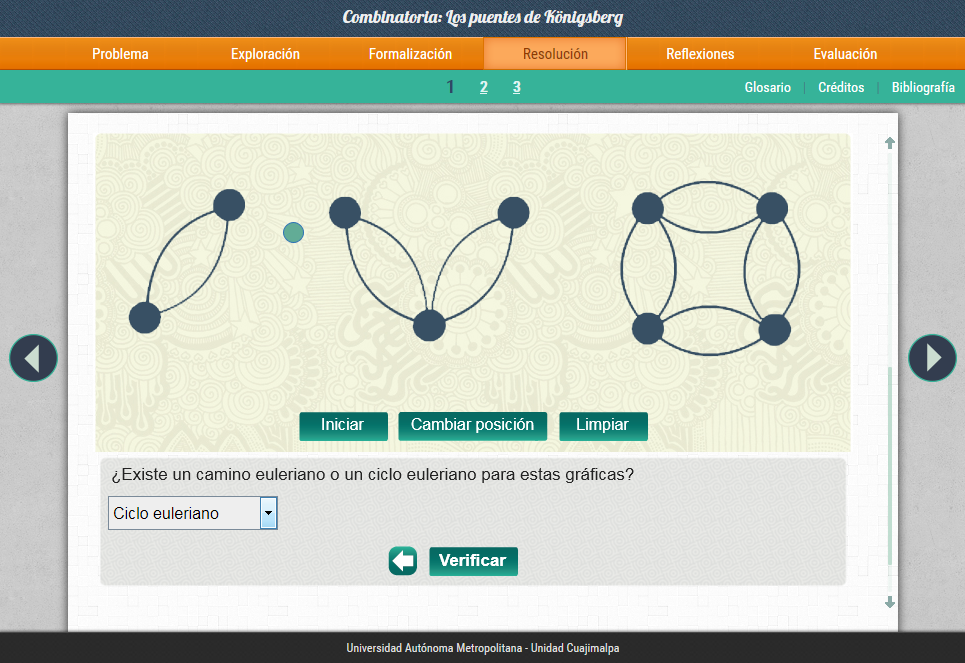 Combinatoria: Los puentes de Königsberg
Problema Exploración Formalización Resolución Reflexiones Evaluación
1 2 3 Glosario | Créditos | Bibliografía
Iniciar Cambiar posición Limpiar
¿Existe un camino euleriano o un ciclo euleriano para estas gráficas?
Ciclo euleriano
Verificar
Universidad Autónoma Metropolitana - Unidad Cuajimalpa